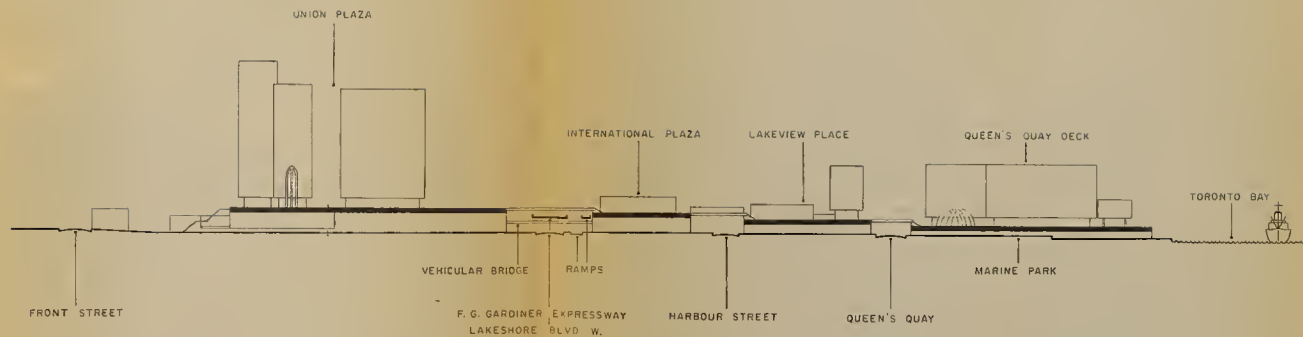 UNION PLAZA
INTERNATIONAL PLAZA
LAKEVIEW PLACE
QUEEN'S QUAY DECK
TORONTO BAY
VEHICULAR BRIDGE
RAMPS
MARINE PARK
FRONT STREET
F. G. GARDINER EXPRESSWAY
LAKESHORE BLVD W.
HARBOUR STREET
QUEEN'S QUAY